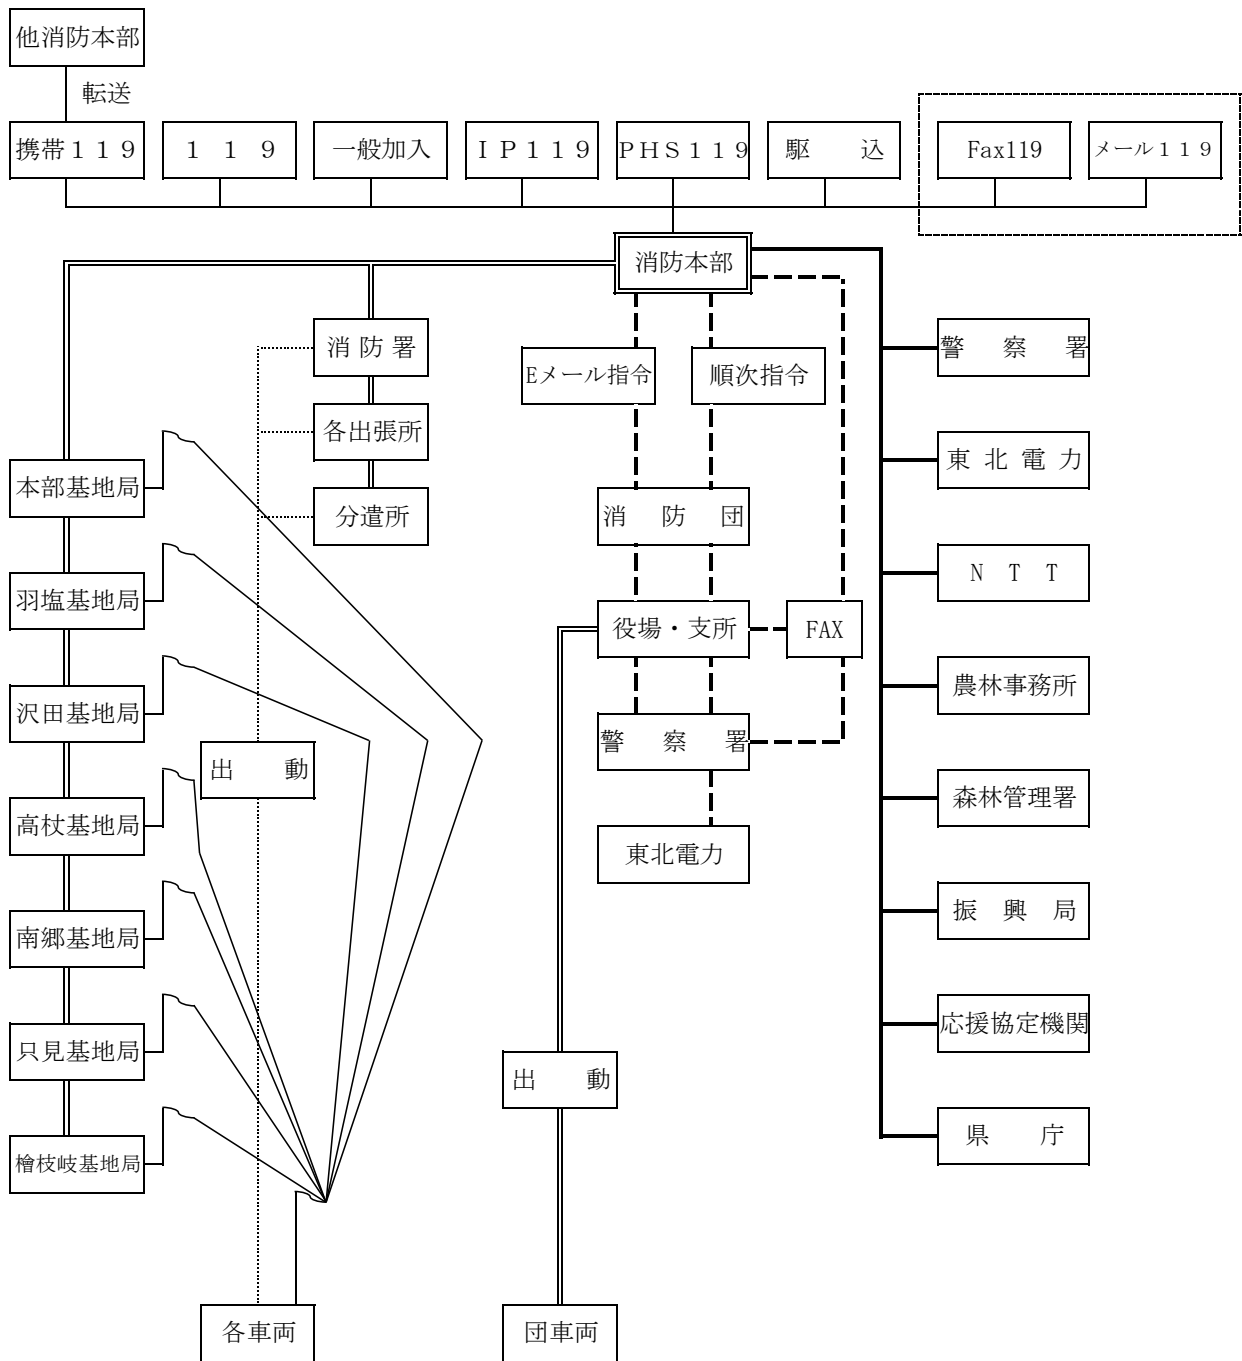 他消防本部
転送
携帯１１９
１１９
一般加入
ＩＰ１１９
ＰＨＳ１１９
駆込
Fax119
メール１１９
消防本部
消防署
警察署
Eメール指令
順次指令
各出張所
東北電力
本部基地局
分遣所
消防団
羽塩基地局
ＮＴＴ
役場・支所
FAX
沢田基地局
農林事務所
出動
警察署
高杖基地局
森林管理署
東北電力
南郷基地局
振興局
只見基地局
応援協定機関
出動
檜枝岐基地局
県庁
各車両
団車両